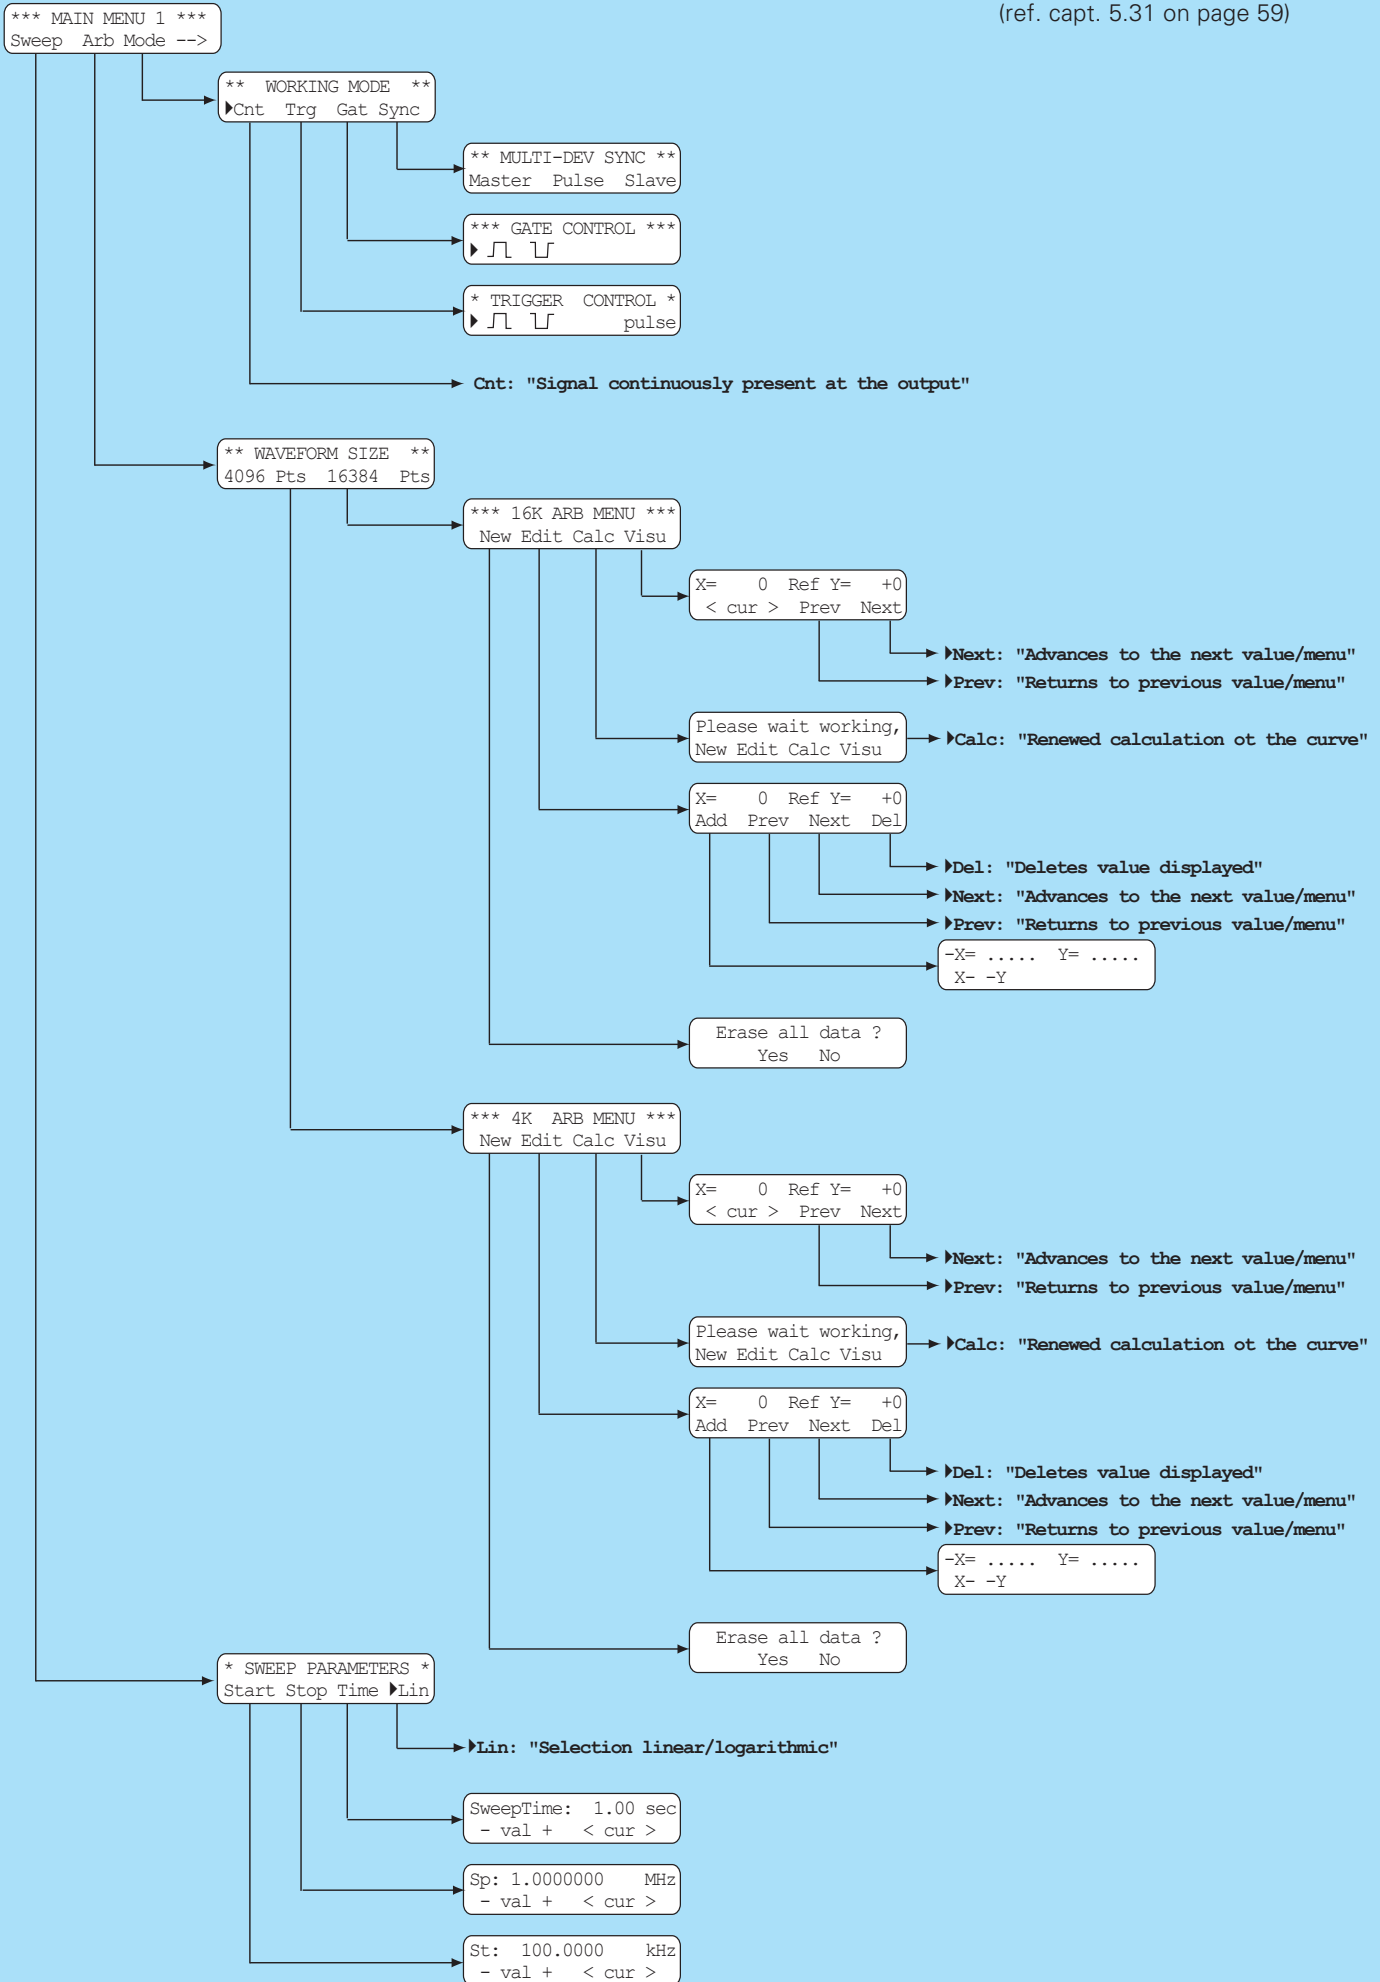 (ref. capt. 5.31 on page 59)
*** MAIN MENU 1 ***
Sweep  Arb Mode -->
**  WORKING MODE  **
Cnt  Trg  Gat Sync
** MULTI-DEV SYNC **
Master  Pulse  Slave
*** GATE CONTROL ***
* TRIGGER  CONTROL *
pulse
Cnt: "Signal continuously present at the output"
** WAVEFORM SIZE  **
4096 Pts  16384  Pts
*** 16K ARB MENU ***
New Edit Calc Visu
X=    0  Ref Y=   +0
< cur >  Prev  Next
Next: "Advances to the next value/menu"
Prev: "Returns to previous value/menu"
Please wait working,
New Edit Calc Visu
Calc: "Renewed calculation ot the curve"
X=    0  Ref Y=   +0
Add  Prev  Next  Del
Del: "Deletes value displayed"
Next: "Advances to the next value/menu"
Prev: "Returns to previous value/menu"
-X= .....  Y= .....
X- -Y
Erase all data ?
Yes   No
*** 4K  ARB MENU ***
New Edit Calc Visu
X=    0  Ref Y=   +0
< cur >  Prev  Next
Next: "Advances to the next value/menu"
Prev: "Returns to previous value/menu"
Please wait working,
New Edit Calc Visu
Calc: "Renewed calculation ot the curve"
X=    0  Ref Y=   +0
Add  Prev  Next  Del
Del: "Deletes value displayed"
Next: "Advances to the next value/menu"
Prev: "Returns to previous value/menu"
-X= .....  Y= .....
X- -Y
Erase all data ?
Yes   No
* SWEEP PARAMETERS *
Start Stop Time Lin
Lin: "Selection linear/logarithmic"
SweepTime:  1.00 sec
- val +   < cur >
Sp: 1.0000000    MHz
- val +   < cur >
St:  100.0000    kHz
- val +   < cur >